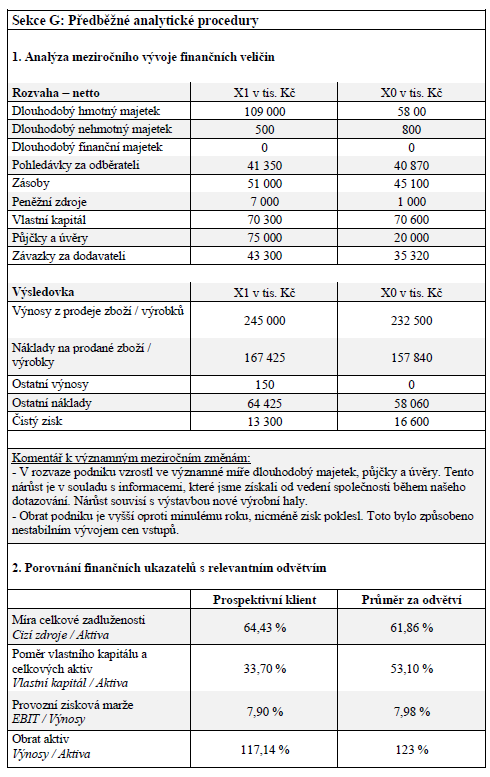 Sekce G: Předběžné analytické procedury
1. Analýza meziročního vývoje finančních veličin
Rozvaha – netto X1 v tis. Kč X0 v tis. Kč
Dlouhodobý hmotný majetek 109 000 58 00
Dlouhodobý nehmotný majetek 500 800
Dlouhodobý finanční majetek 0 0
Pohledávky za odběrateli 41 350 40 870
Zásoby 51 000 45 100
Peněžní zdroje 7 000 1 000
Vlastní kapitál 70 300 70 600
Půjčky a úvěry 75 000 20 000
Závazky za dodavateli 43 300 35 320
Výsledovka X1 v tis. Kč X0 v tis. Kč
Výnosy z prodeje zboží / výrobků 245 000 232 500
Náklady na prodané zboží /
výrobky 167 425 157 840
Ostatní výnosy 150 0
Ostatní náklady 64 425 58 060
Čistý zisk 13 300 16 600
Komentář k významným meziročním změnám:
- V rozvaze podniku vzrostl ve významné míře dlouhodobý majetek, půjčky a úvěry. Tento
nárůst je v souladu s informacemi, které jsme získali od vedení společnosti během našeho
dotazování. Nárůst souvisí s výstavbou nové výrobní haly.
- Obrat podniku je vyšší oproti minulému roku, nicméně zisk poklesl. Toto bylo způsobeno
nestabilním vývojem cen vstupů.
2. Porovnání finančních ukazatelů s relevantním odvětvím
Prospektivní klient Průměr za odvětví
Míra celkové zadluženosti
Cizí zdroje / Aktiva 64,43 % 61,86 %
Poměr vlastního kapitálu a
celkových aktiv
Vlastní kapitál / Aktiva 33,70 % 53,10 %
Provozní zisková marže
EBIT / Výnosy 7,90 % 7,98 %
Obrat aktiv
Výnosy / Aktiva 117,14 % 123 %